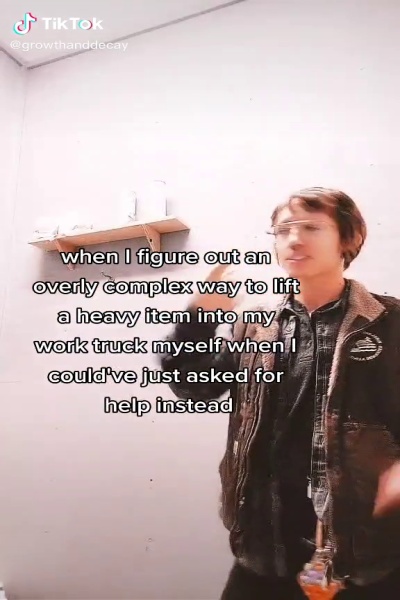 TikTok
@growthanddecay
when I figure out an
overly complex way to lift
a heavy item into my
work truck myself when I
could've just asked for
help instead